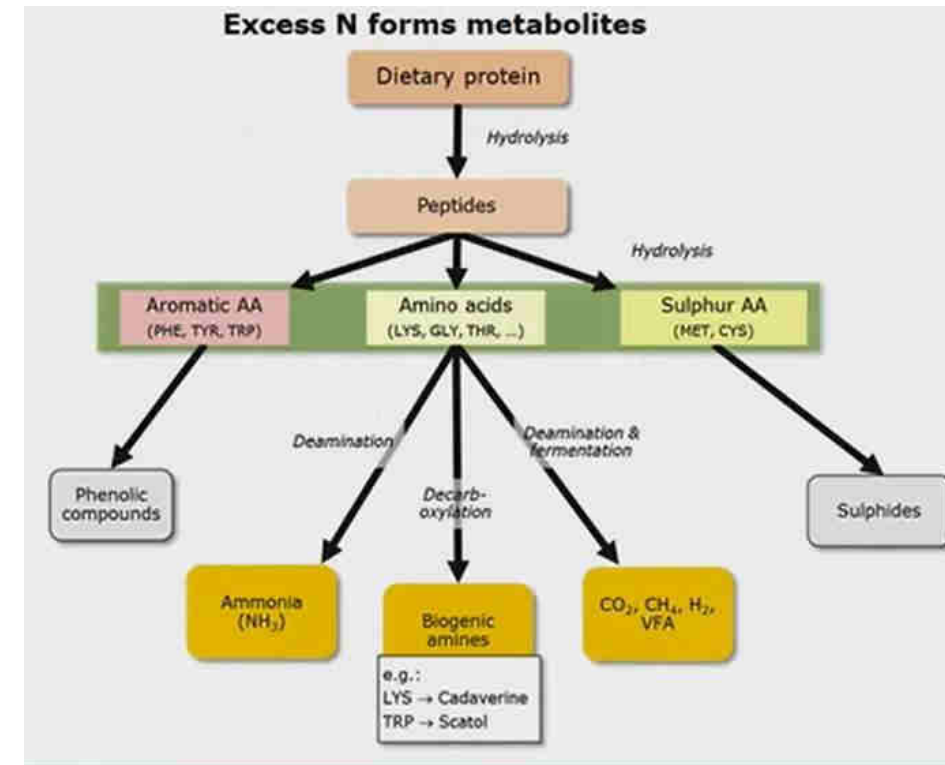 Excess N forms metabolites
Dietary protein
Hydrolysis
Peptides
Hydrolysis
Aromatic AA
(PHE, TYR, TRP)
Amino acids
(LYS, GLY, THR, ...)
Sulphur AA
(MET, CYS)
Deamination
Decarb-
oxylation
Deamination &
fermentation
Phenolic
compounds
Sulphides
Ammonia
(NH₃)
Biogenic
amines
CO₂, CH₄, H₂,
VFA
e.g.:
LYS → Cadaverine
TRP → Scatol